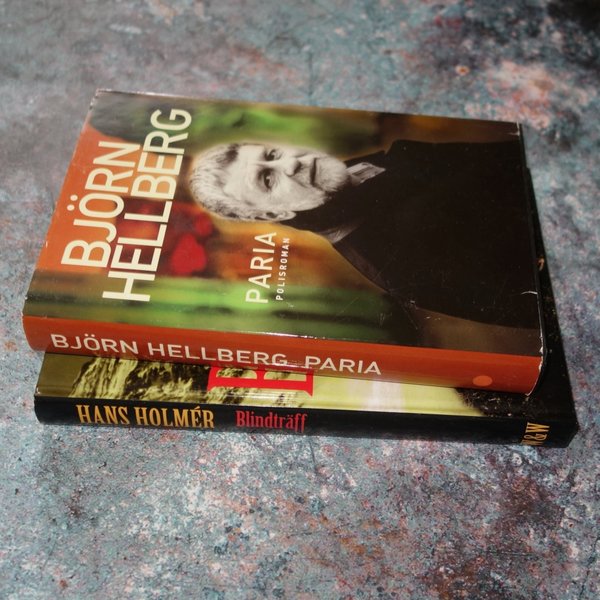 BJÖRN
HELLBERG
PARIA
POLISROMAN
BJÖRN HELLBERG PARIA
HANS HOLMÉR Blindträff W&W